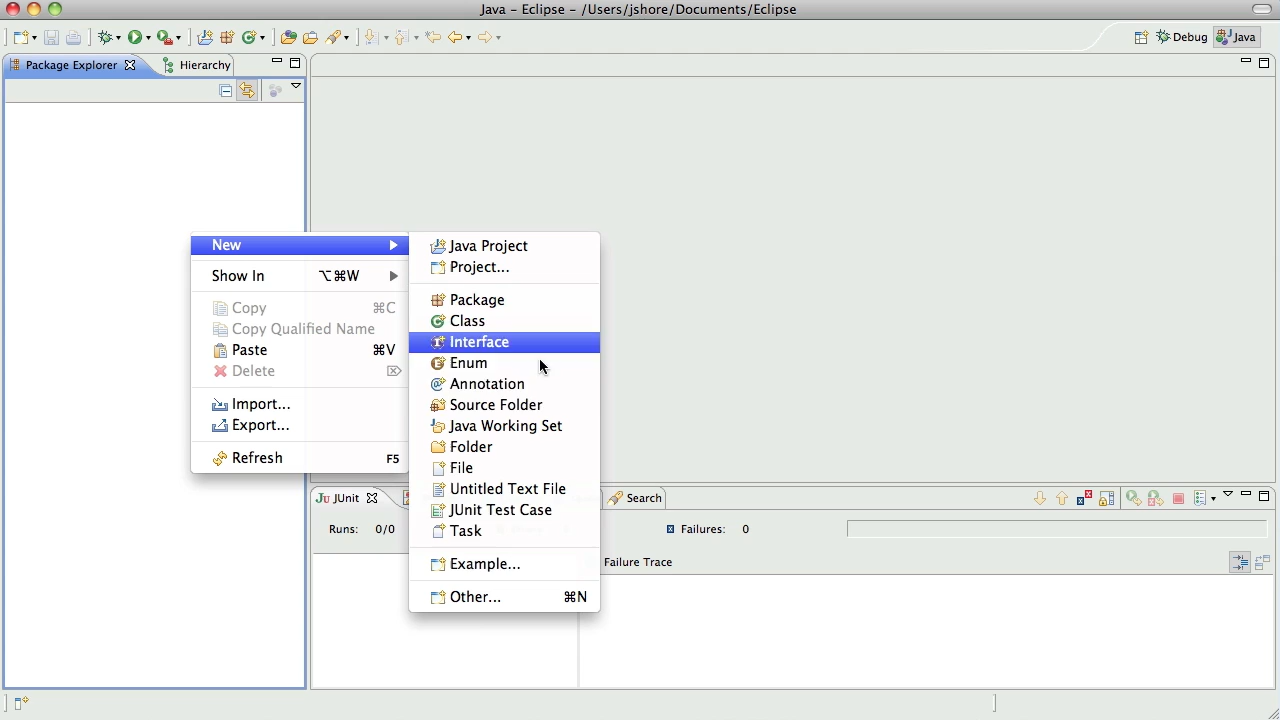 Java – Eclipse – /Users/jshore/Documents/Eclipse
Debug
Java
Package Explorer
Hierarchy
New
Show In ⌥⌘W
Copy ⌘C
Copy Qualified Name
Paste ⌘V
Delete ⌦
Import...
Export...
Refresh F5
Java Project
Project...
Package
Class
Interface
Enum
Annotation
Source Folder
Java Working Set
Folder
File
Untitled Text File
JUnit Test Case
Task
Example...
Other... ⌘N
JUnit
Search
Runs: 0/0
Failures: 0
Failure Trace